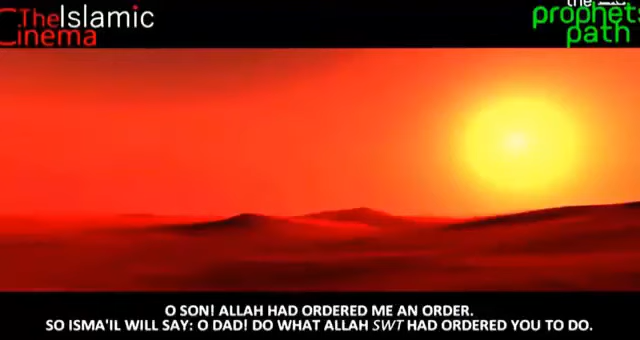 The Islamic
Cinema
the
prophets
path
O SON! ALLAH HAD ORDERED ME AN ORDER.
SO ISMA'IL WILL SAY: O DAD! DO WHAT ALLAH SWT HAD ORDERED YOU TO DO.